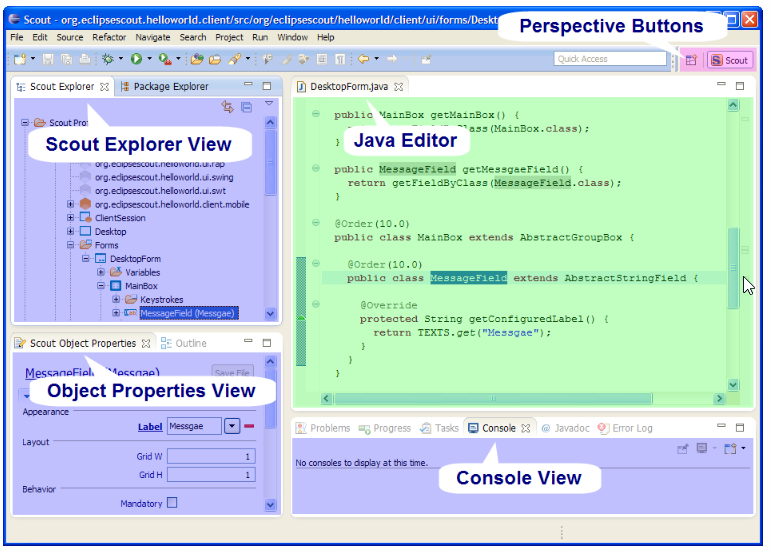 Scout - org.eclipsescout.helloworld.client/src/org/eclipsescout/helloworld/client/ui/forms/Deskto
Perspective Buttons
File Edit Source Refactor Navigate Search Project Run Window Help
Quick Access
Scout
Scout Explorer
Package Explorer
Scout Pro
Scout Explorer View
org.eclipsescout.helloworld.ui.rap
org.eclipsescout.helloworld.ui.swing
org.eclipsescout.helloworld.ui.swt
org.eclipsescout.helloworld.client.mobile
ClientSession
Desktop
Forms
DesktopForm
Variables
MainBox
Keystrokes
MessageField (Messgae)
DesktopForm.java
public MainBox getMainBox() {
Class(MainBox.class);
}
Java Editor
public MessageField getMessgaeField() {
return getFieldByClass(MessageField.class);
}
@Order(10.0)
public class MainBox extends AbstractGroupBox {
@Order(10.0)
public class MessageField extends AbstractStringField {
@Override
protected String getConfiguredLabel() {
return TEXTS.get("Messgae");
}
}
}
Scout Object Properties
Outline
MessageField (Messgae)
Save File
Object Properties View
Appearance
Label Messgae
Layout
Grid W 1
Grid H 1
Behavior
Mandatory
Problems Progress Tasks Console @ Javadoc Error Log
No consoles to display at this time.
Console View